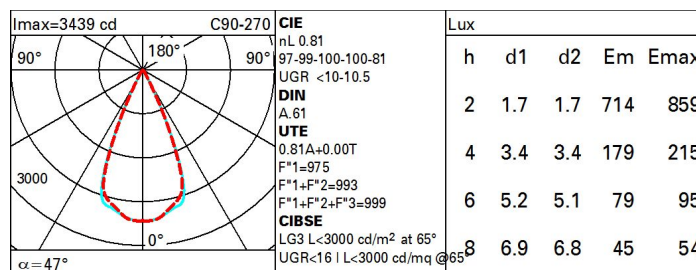 Imax=3439 cd C90-270
90° 180° 90°
3000
0°
α=47°
CIE
nL 0.81
97-99-100-100-81
UGR <10-10.5
DIN
A.61
UTE
0.81A+0.00T
F"1=975
F"1+F"2=993
F"1+F"2+F"3=999
CIBSE
LG3 L<3000 cd/m² at 65°
UGR<16 | L<3000 cd/mq @65°
Lux
h d1 d2 Em Emax
2 1.7 1.7 714 859
4 3.4 3.4 179 215
6 5.2 5.1 79 95
8 6.9 6.8 45 54